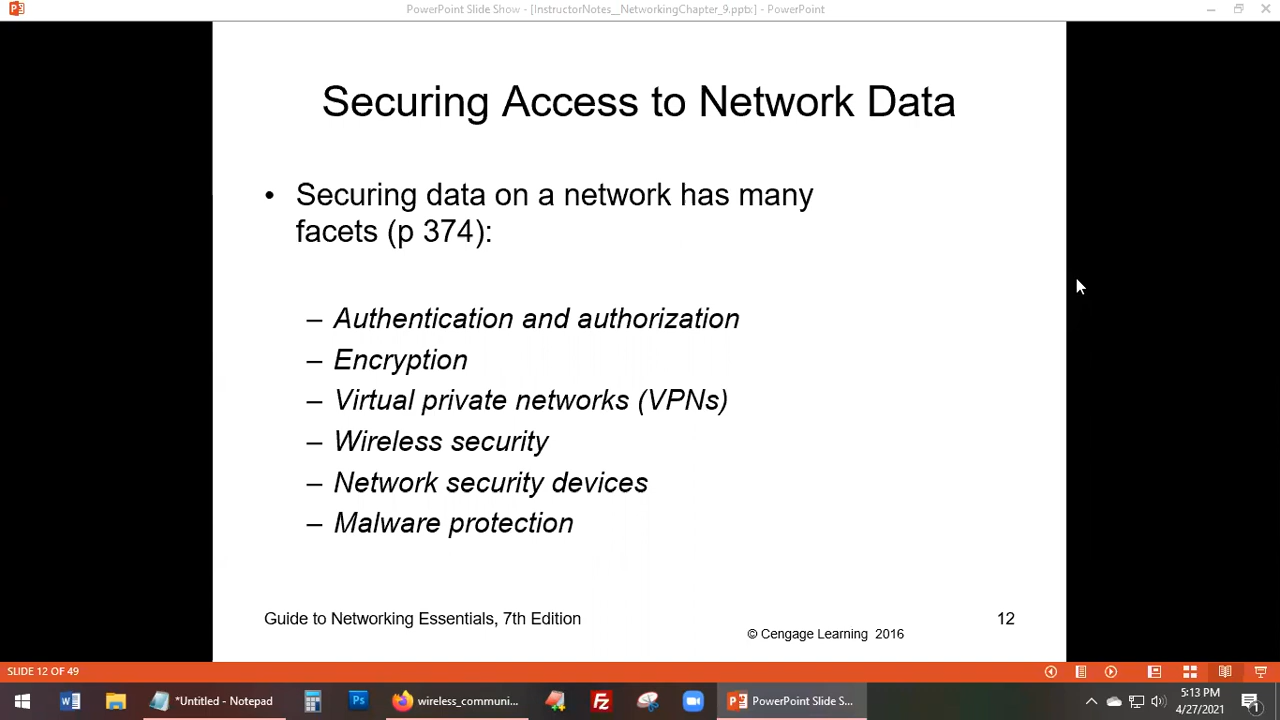 PowerPoint Slide Show - [InstructorNotes__NetworkingChapter_9.pptx] - PowerPoint
Securing Access to Network Data
• Securing data on a network has many
facets (p 374):
– Authentication and authorization
– Encryption
– Virtual private networks (VPNs)
– Wireless security
– Network security devices
– Malware protection
Guide to Networking Essentials, 7th Edition
12
© Cengage Learning 2016
SLIDE 12 OF 49
*Untitled - Notepad
wireless_communi...
PowerPoint Slide S...
5:13 PM
4/27/2021